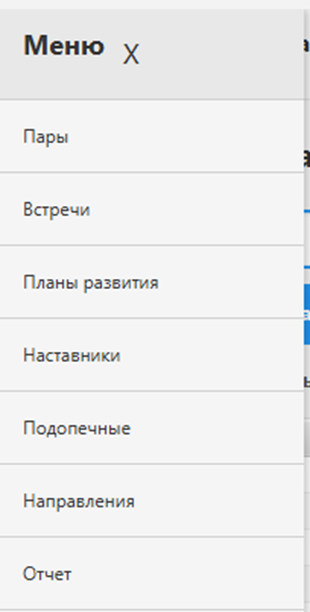 Меню X
Пары
Встречи
Планы развития
Наставники
Подопечные
Направления
Отчет